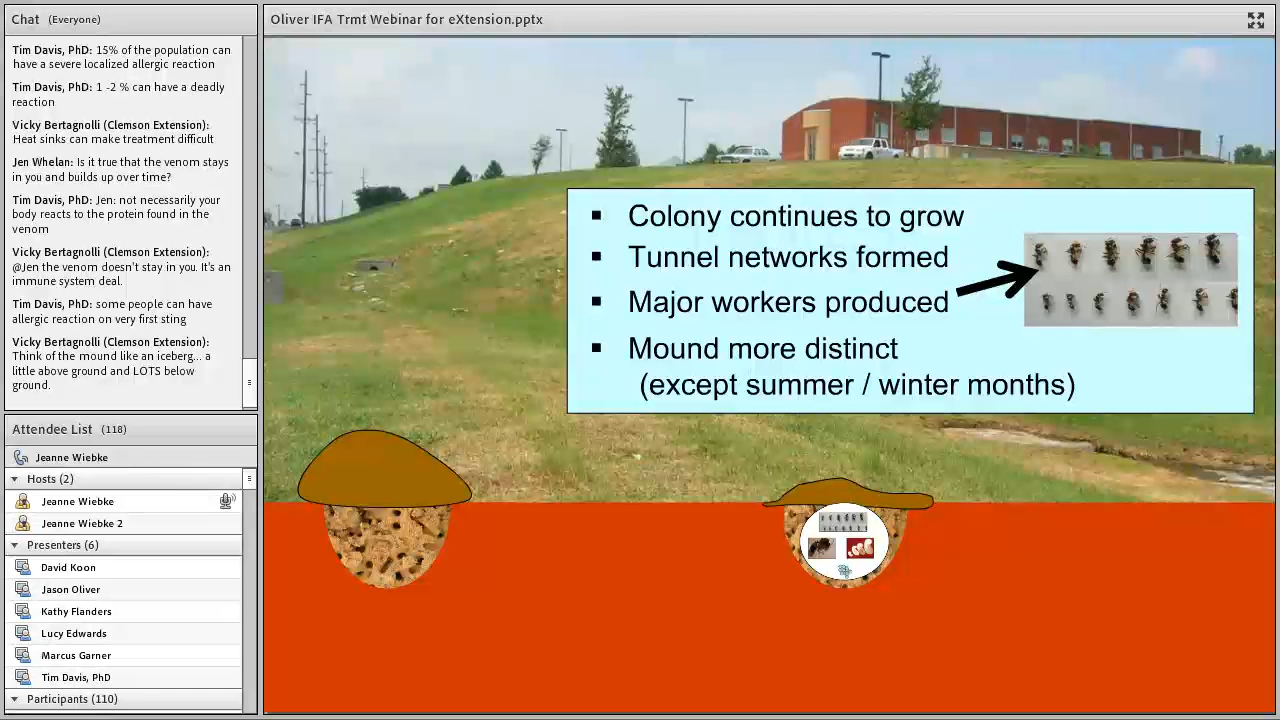 Chat (Everyone)
Tim Davis, PhD: 15% of the population can
have a severe localized allergic reaction
Tim Davis, PhD: 1 -2 % can have a deadly
reaction
Vicky Bertagnolli (Clemson Extension):
Heat sinks can make treatment difficult
Jen Whelan: Is it true that the venom stays
in you and builds up over time?
Tim Davis, PhD: Jen: not necessarily your
body reacts to the protein found in the
venom
Vicky Bertagnolli (Clemson Extension):
@Jen the venom doesn't stay in you. It's an
immune system deal.
Tim Davis, PhD: some people can have
allergic reaction on very first sting
Vicky Bertagnolli (Clemson Extension):
Think of the mound like an iceberg... a
little above ground and LOTS below
ground.
Attendee List (118)
Jeanne Wiebke
Hosts (2)
Jeanne Wiebke
Jeanne Wiebke 2
Presenters (6)
David Koon
Jason Oliver
Kathy Flanders
Lucy Edwards
Marcus Garner
Tim Davis, PhD
Participants (110)
Oliver IFA Trmt Webinar for eXtension.pptx
▪ Colony continues to grow
▪ Tunnel networks formed
▪ Major workers produced
▪ Mound more distinct
(except summer / winter months)